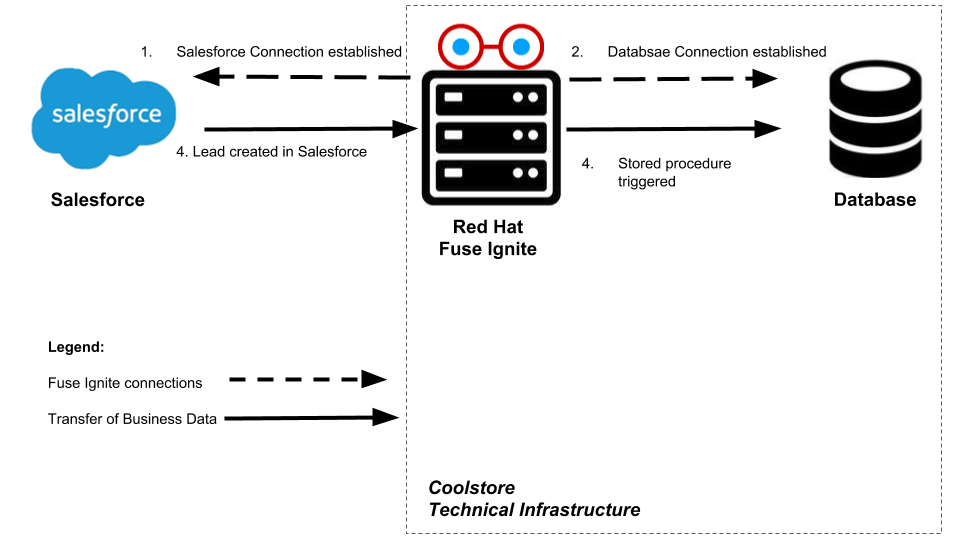 1. Salesforce Connection established
2. Databsae Connection established
salesforce
4. Lead created in Salesforce
4. Stored procedure
triggered
Salesforce
Database
Red Hat
Fuse Ignite
Legend:
Fuse Ignite connections
Transfer of Business Data
Coolstore
Technical Infrastructure